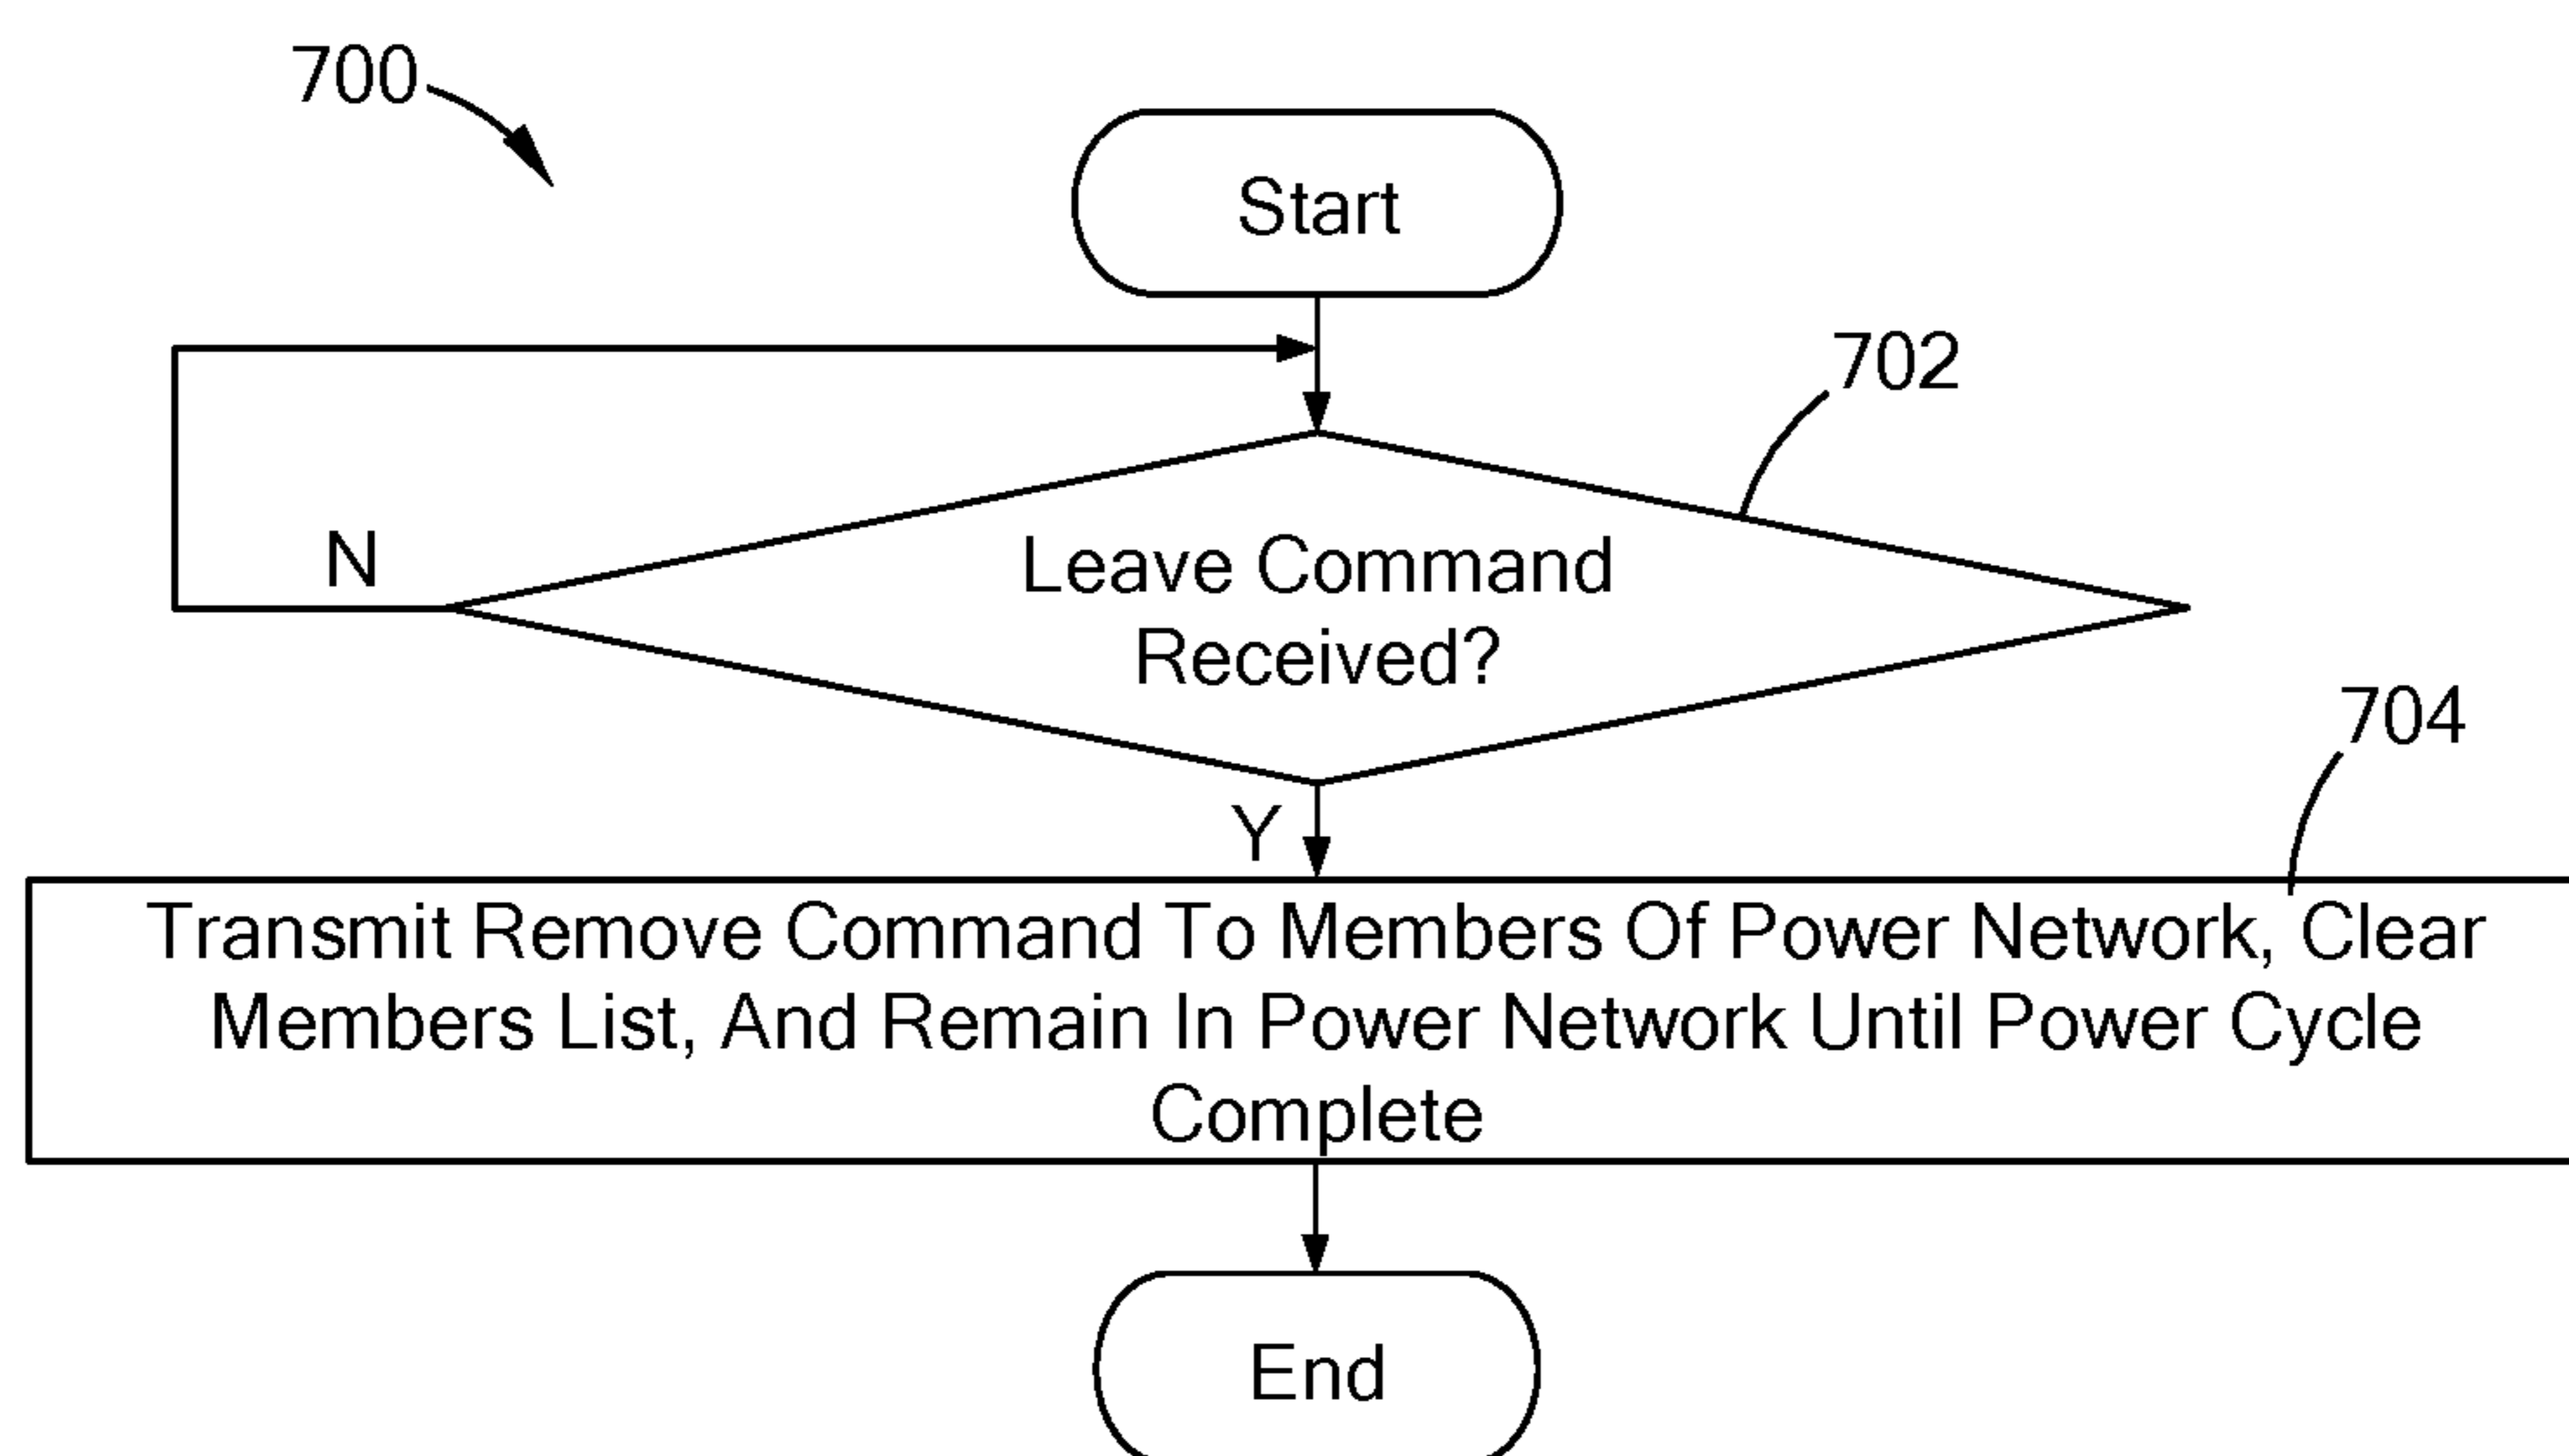 700
Start
702
Leave Command
Received?
N
704
Y
Transmit Remove Command To Members Of Power Network, Clear
Members List, And Remain In Power Network Until Power Cycle
Complete
End